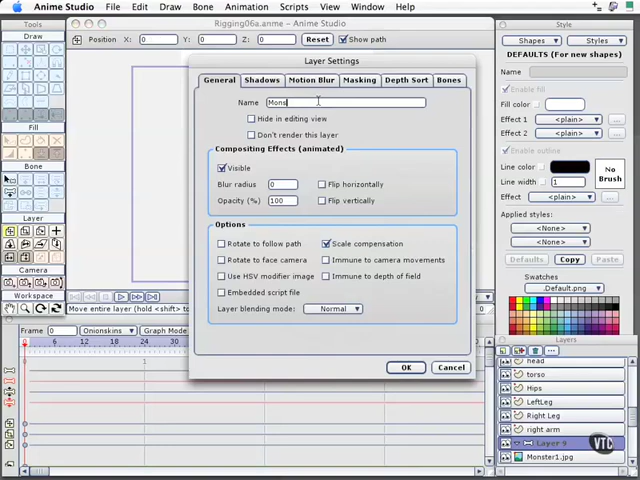 Anime Studio File Edit Draw Bone Animation Scripts View Window Help
Tools
Rigging06a.anme - Anime Studio
Style
Draw
Position X: 0 Y: 0 Z: 0 Reset Show path
Shapes Styles
DEFAULTS (For new shapes)
Layer Settings
Name
General Shadows Motion Blur Masking Depth Sort Bones
Enable fill
Name Mons
Fill color
Hide in editing view
Effect 1 <plain>
Fill
Don't render this layer
Effect 2 <plain>
Compositing Effects (animated)
Enable outline
Bone
Visible
Line color
No Brush
Blur radius 0 Flip horizontally
Line width 1
Opacity (%) 100 Flip vertically
Effect <plain>
Layer
Options
Applied styles:
<None>
Rotate to follow path Scale compensation
<None>
Rotate to face camera Immune to camera movements
Defaults Copy Paste
Camera
Use HSV modifier image Immune to depth of field
Swatches
Embedded script file
.Default.png
Workspace
Layer blending mode: Normal
Move entire layer (hold <shift> to
Frame 0 Onionskins Graph Mode
Layers
0 6 12 18 24 30 36
1
head
torso
Hips
LeftLeg
Right Leg
right arm
Layer 9
Monster1.jpg
VTC
OK Cancel